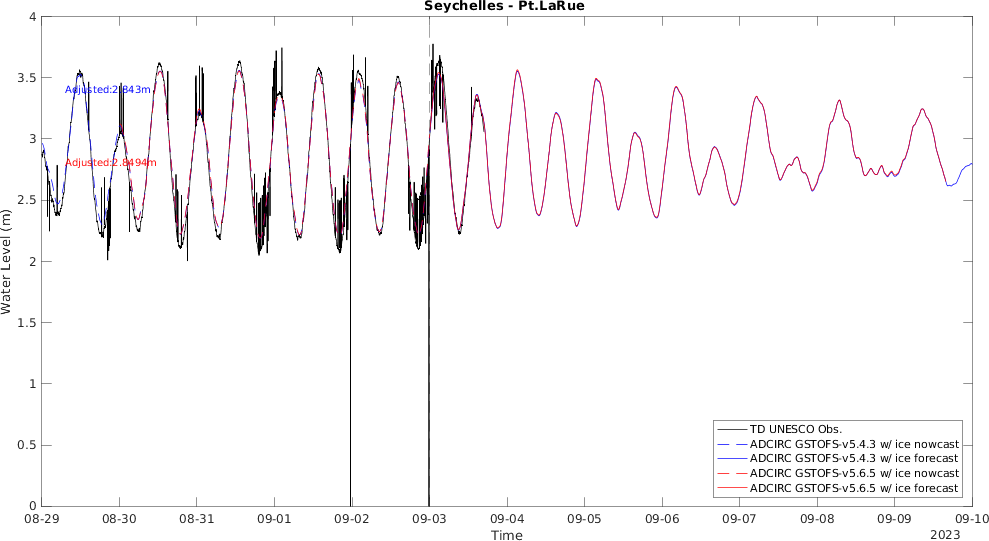 Seychelles - Pt.LaRue
4
3.5
3
2.5
2
1.5
1
0.5
0
Water Level (m)
Adjusted:2.843m
Adjusted:2.8494m
TD UNESCO Obs.
ADCIRC GSTOFS-v5.4.3 w/ ice nowcast
ADCIRC GSTOFS-v5.4.3 w/ ice forecast
ADCIRC GSTOFS-v5.6.5 w/ ice nowcast
ADCIRC GSTOFS-v5.6.5 w/ ice forecast
08-29 08-30 08-31 09-01 09-02 09-03 09-04 09-05 09-06 09-07 09-08 09-09 09-10
Time
2023